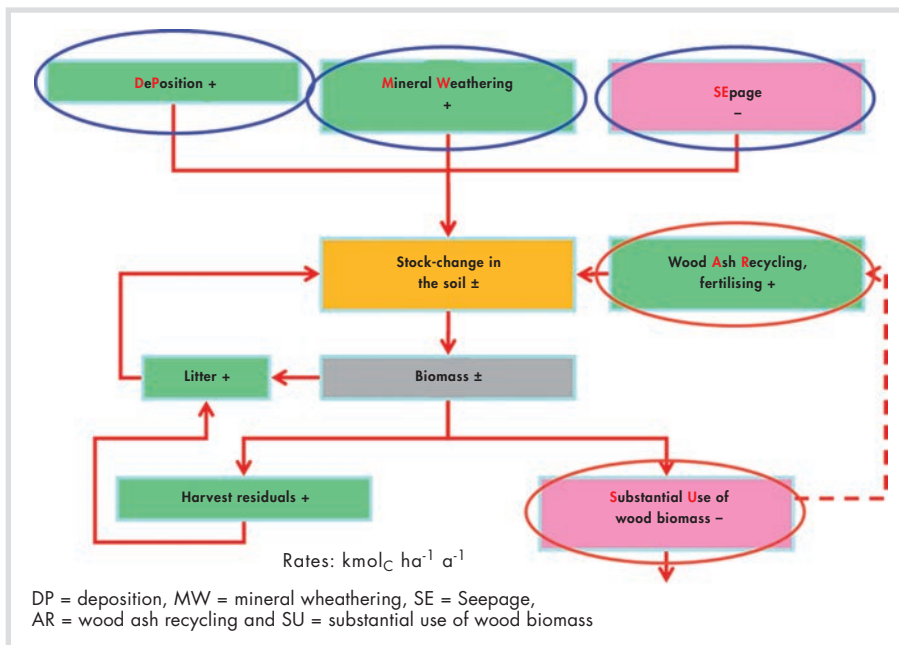 DePosition +
Mineral Weathering
+
SEpage
–
Stock-change in
the soil ±
Wood Ash Recycling,
fertilising +
Litter +
Biomass ±
Harvest residuals +
Substantial Use of
wood biomass –
Rates: kmolC ha-1 a-1
DP = deposition, MW = mineral wheathering, SE = Seepage,
AR = wood ash recycling and SU = substantial use of wood biomass